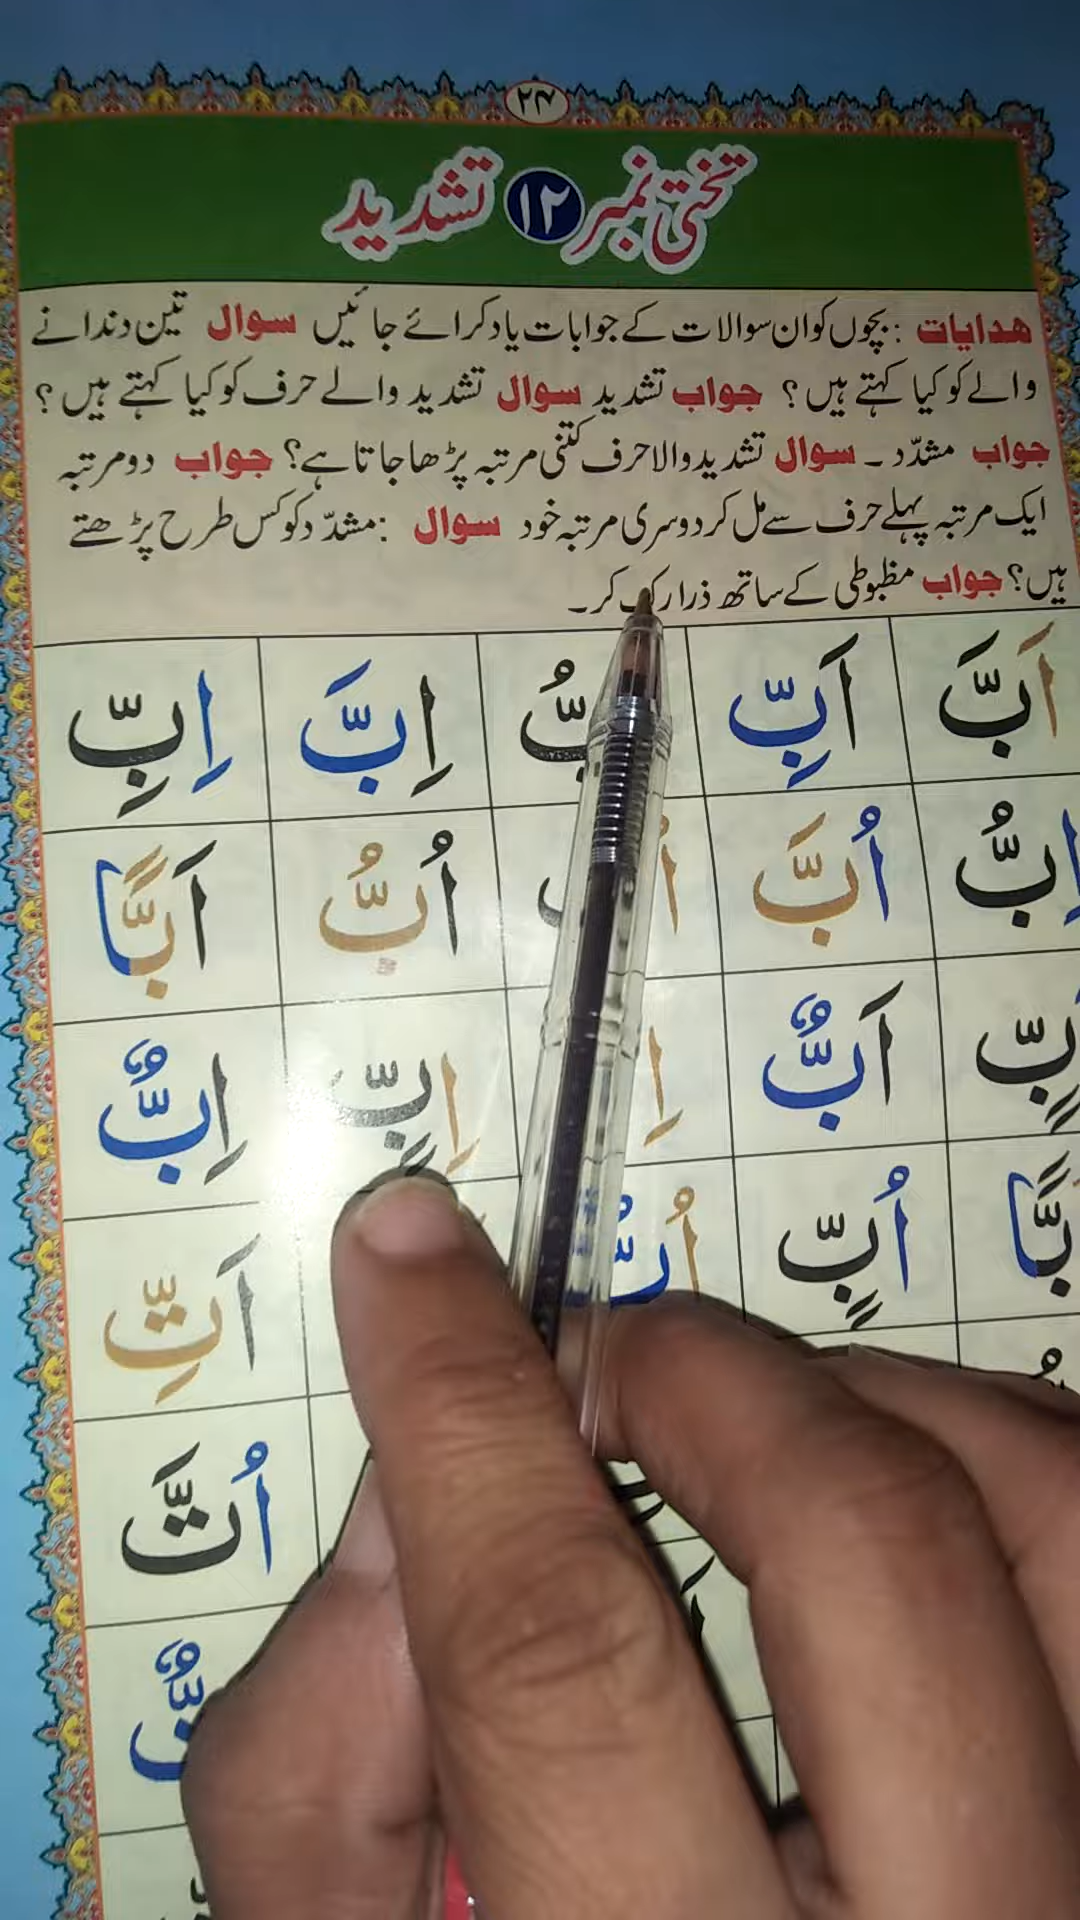 ۲۴
تختی نمبر ۱۲ تشدید
ھدایات : بچوں کو ان سوالات کے جوابات یاد کرائے جائیں سوال تین دندانے
والے کو کیا کہتے ہیں ؟ جواب تشدید سوال تشدید والے حرف کو کیا کہتے ہیں ؟
جواب مشدّد ۔ سوال تشدید والا حرف کتنی مرتبہ پڑھا جاتا ہے؟ جواب دو مرتبہ
ایک مرتبہ پہلے حرف سے مل کر دوسری مرتبہ خود سوال : مشدّد کو کس طرح پڑھتے
ہیں؟ جواب مظبوطی کے ساتھ ذرا رک کر۔
اَبَّ اَبِّ بُّ اِبَّ اِبِّ
اِبُّ اُبَّ اُبُّ اَبًّا
بٍّ اَبٌّ اِ اِبٍّ اِبٌّ
بًّا اُبٍّ اُبٌّ اَتِّ
اُتَّ